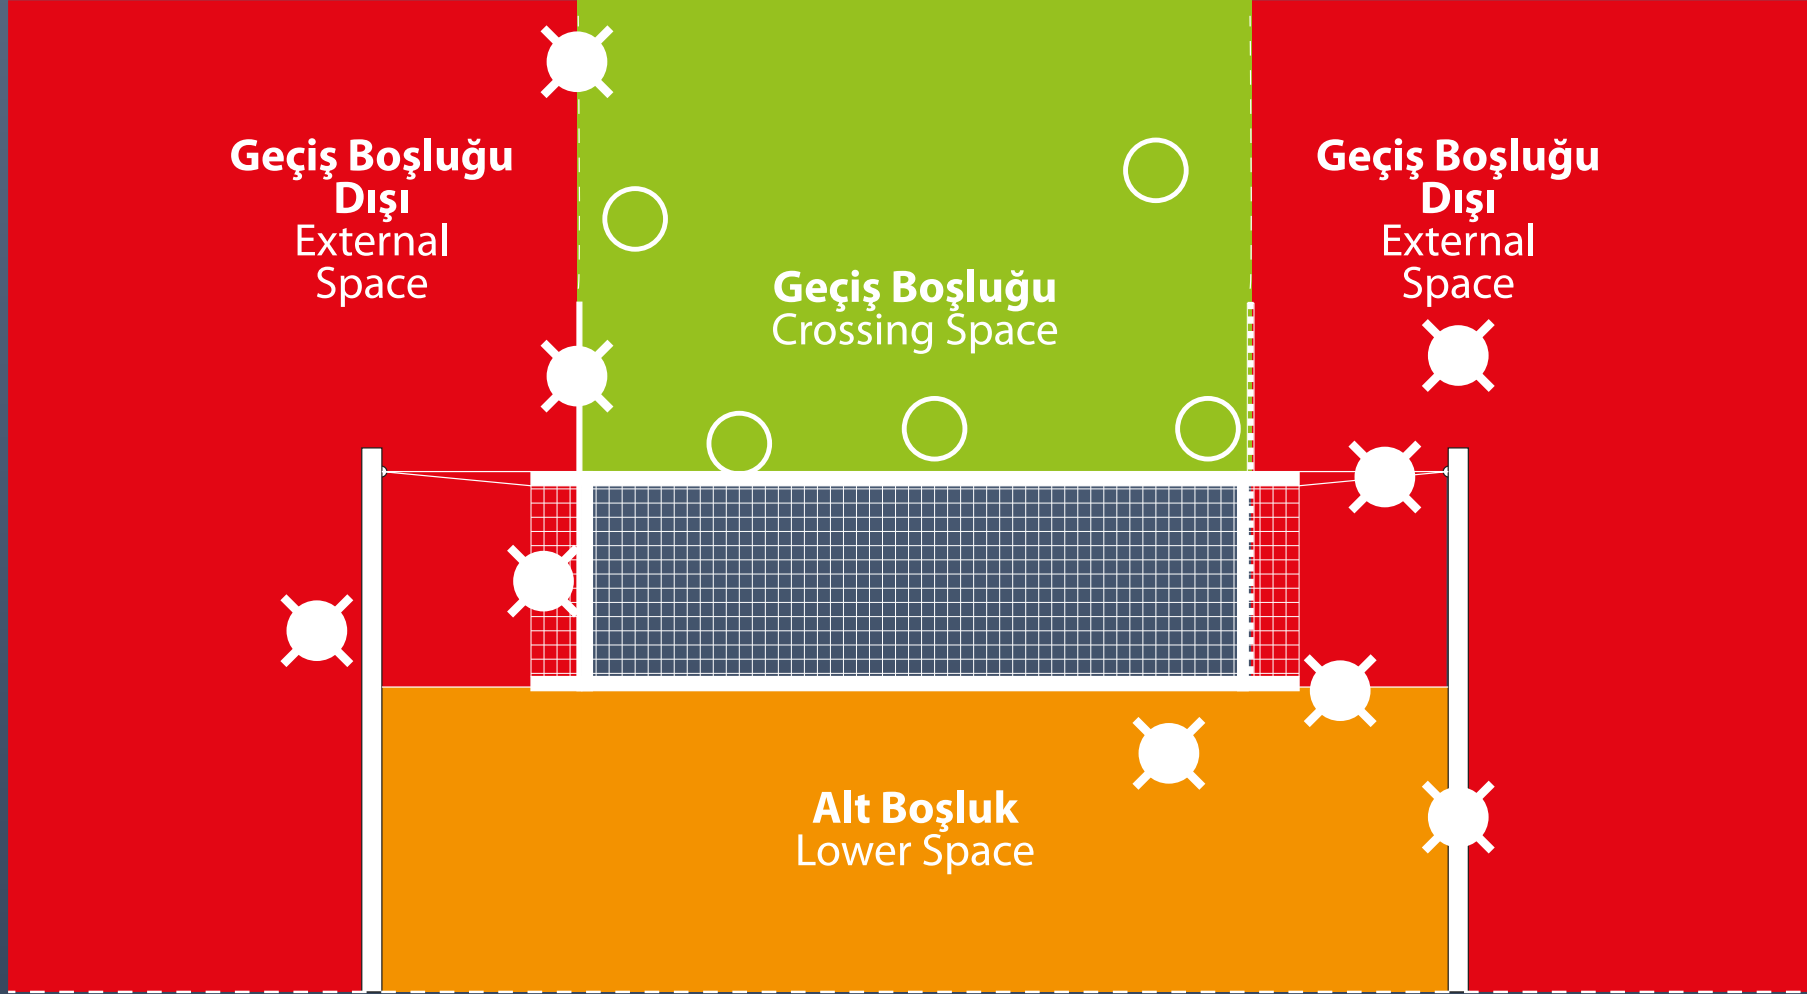 Geçiş Boşluğu
Dışı
External
Space
Geçiş Boşluğu
Crossing Space
Geçiş Boşluğu
Dışı
External
Space
Alt Boşluk
Lower Space